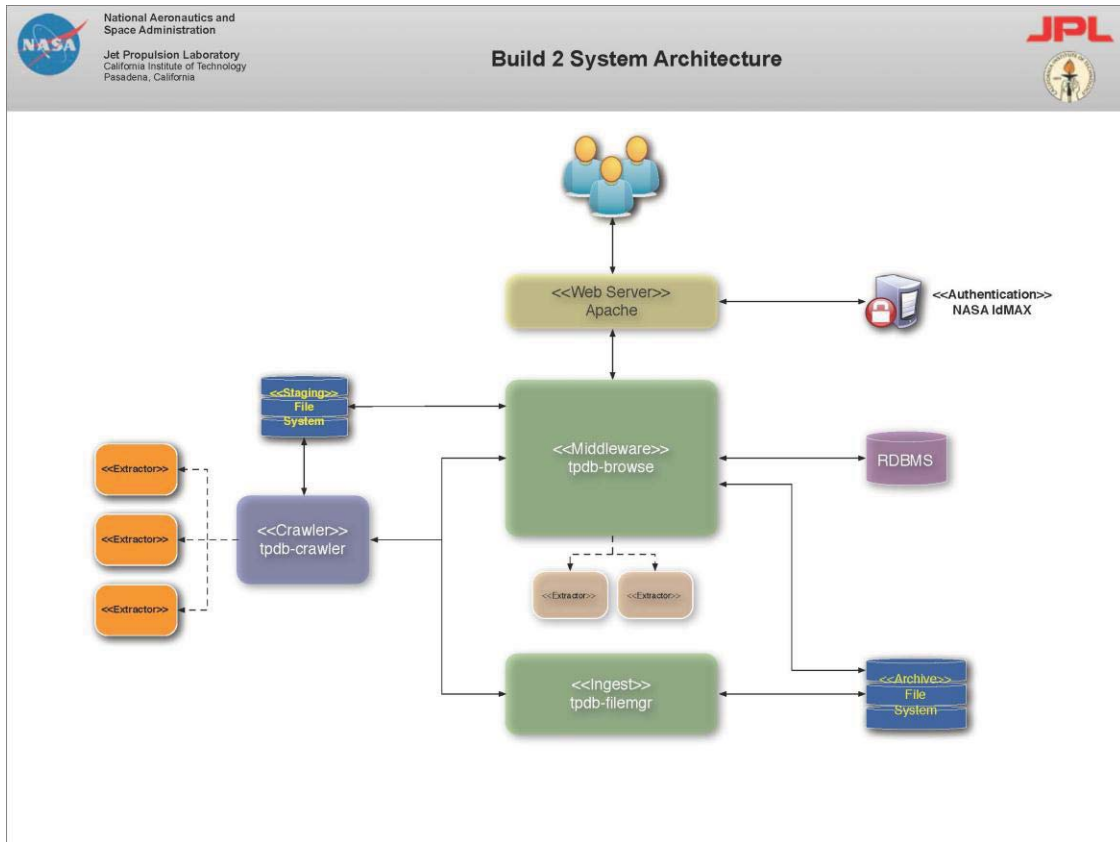 NASA
National Aeronautics and
Space Administration
Jet Propulsion Laboratory
California Institute of Technology
Pasadena, California
Build 2 System Architecture
JPL
<<Web Server>>
Apache
<<Authentication>>
NASA IdMAX
<<Staging>>
File
System
<<Middleware>>
tpdb-browse
RDBMS
<<Extractor>>
<<Extractor>>
<<Extractor>>
<<Crawler>>
tpdb-crawler
<<Extractor>>
<<Extractor>>
<<Ingest>>
tpdb-filemgr
<<Archive>>
File
System